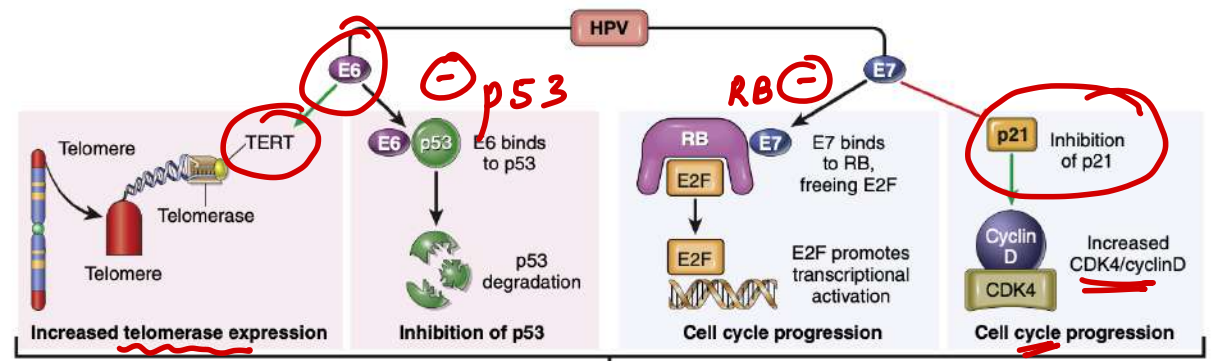 HPV
E6
E7
p53
RB
TERT
Telomere
Telomerase
Telomere
Increased telomerase expression
E6
p53
E6 binds
to p53
p53
degradation
Inhibition of p53
RB
E7
E2F
E7 binds
to RB,
freeing E2F
E2F
E2F promotes
transcriptional
activation
Cell cycle progression
p21
Inhibition
of p21
Cyclin
D
CDK4
Increased
CDK4/cyclinD
Cell cycle progression